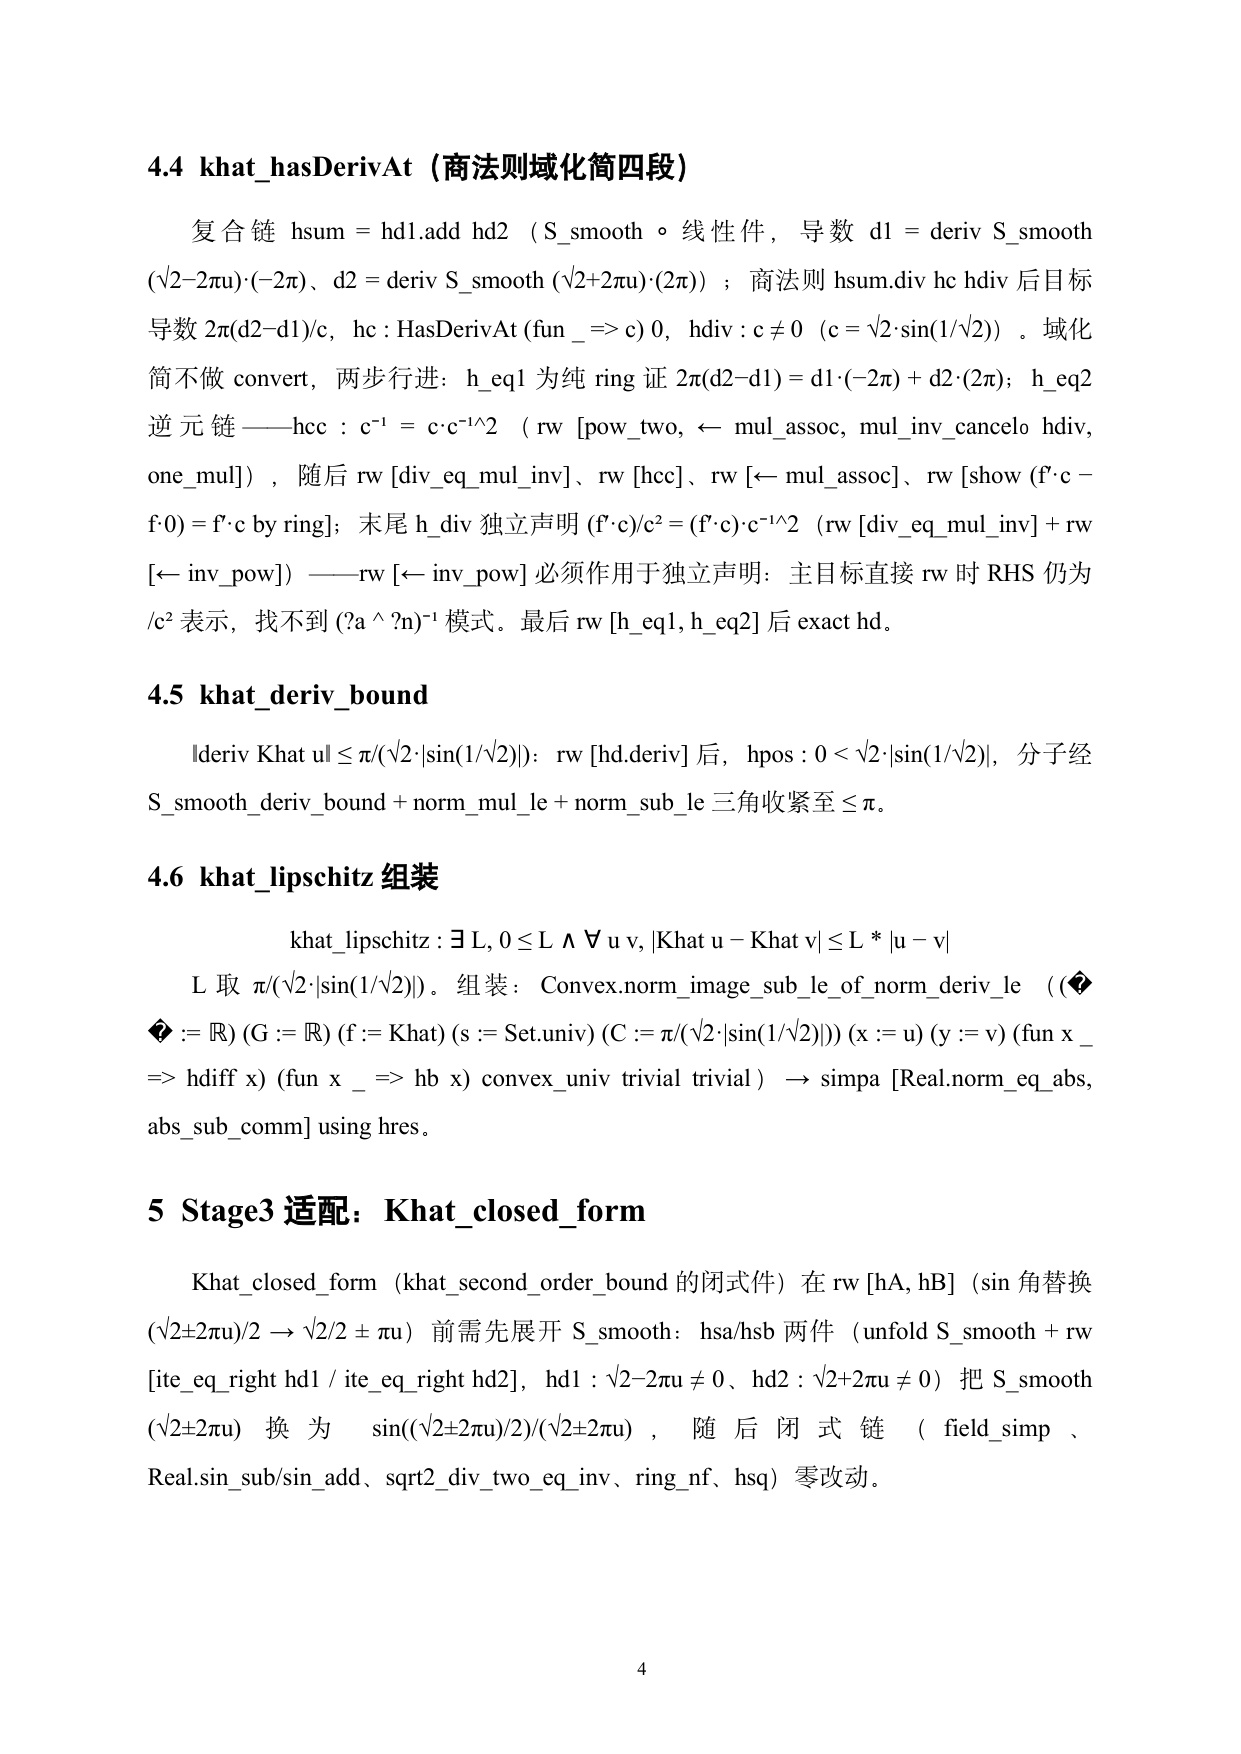 4.4 khat_hasDerivAt（商法则域化简四段）
复合链 hsum = hd1.add hd2（S_smooth ∘ 线性件，导数 d1 = deriv S_smooth
(√2−2πu)·(−2π)、d2 = deriv S_smooth (√2+2πu)·(2π)）；商法则 hsum.div hc hdiv 后目标
导数 2π(d2−d1)/c，hc : HasDerivAt (fun _ => c) 0，hdiv : c ≠ 0（c = √2·sin(1/√2)）。域化
简不做 convert，两步行进：h_eq1 为纯 ring 证 2π(d2−d1) = d1·(−2π) + d2·(2π)；h_eq2
逆元链——hcc : c⁻¹ = c·c⁻¹^2（rw [pow_two, ← mul_assoc, mul_inv_cancel₀ hdiv,
one_mul]），随后 rw [div_eq_mul_inv]、rw [hcc]、rw [← mul_assoc]、rw [show (f′·c −
f·0) = f′·c by ring]；末尾 h_div 独立声明 (f′·c)/c² = (f′·c)·c⁻¹^2（rw [div_eq_mul_inv] + rw
[← inv_pow]）——rw [← inv_pow] 必须作用于独立声明：主目标直接 rw 时 RHS 仍为
/c² 表示，找不到 (?a ^ ?n)⁻¹ 模式。最后 rw [h_eq1, h_eq2] 后 exact hd。
4.5 khat_deriv_bound
‖deriv Khat u‖ ≤ π/(√2·|sin(1/√2)|)：rw [hd.deriv] 后，hpos : 0 < √2·|sin(1/√2)|，分子经
S_smooth_deriv_bound + norm_mul_le + norm_sub_le 三角收紧至 ≤ π。
4.6 khat_lipschitz 组装
khat_lipschitz : ∃ L, 0 ≤ L ∧ ∀ u v, |Khat u − Khat v| ≤ L * |u − v|
L 取 π/(√2·|sin(1/√2)|)。组装：Convex.norm_image_sub_le_of_norm_deriv_le（(�
� := ℝ) (G := ℝ) (f := Khat) (s := Set.univ) (C := π/(√2·|sin(1/√2)|)) (x := u) (y := v) (fun x _
=> hdiff x) (fun x _ => hb x) convex_univ trivial trivial）→ simpa [Real.norm_eq_abs,
abs_sub_comm] using hres。
5 Stage3 适配：Khat_closed_form
Khat_closed_form（khat_second_order_bound 的闭式件）在 rw [hA, hB]（sin 角替换
(√2±2πu)/2 → √2/2 ± πu）前需先展开 S_smooth：hsa/hsb 两件（unfold S_smooth + rw
[ite_eq_right hd1 / ite_eq_right hd2]，hd1 : √2−2πu ≠ 0、hd2 : √2+2πu ≠ 0）把 S_smooth
(√2±2πu) 换为 sin((√2±2πu)/2)/(√2±2πu)，随后闭式链（field_simp、
Real.sin_sub/sin_add、sqrt2_div_two_eq_inv、ring_nf、hsq）零改动。
4